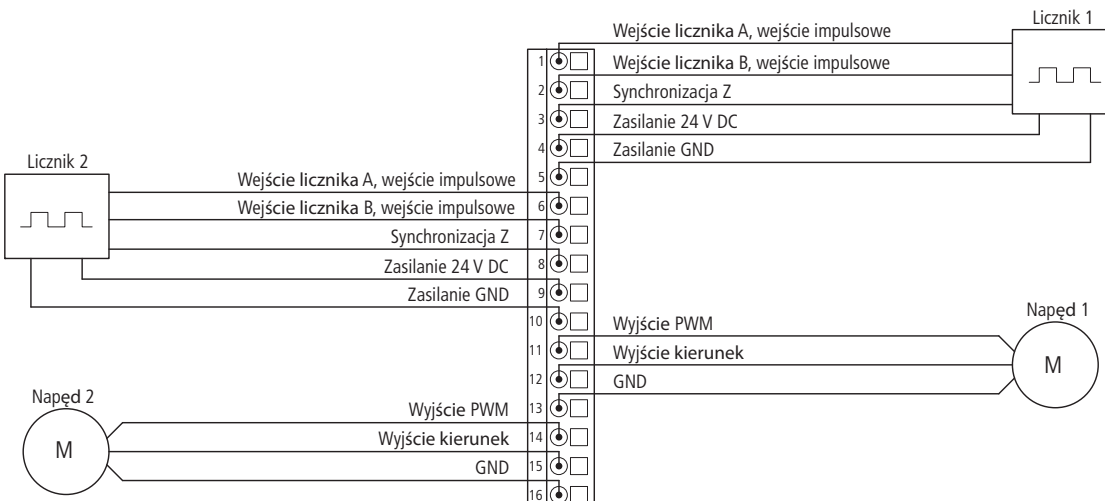 Licznik 1
Wejście licznika A, wejście impulsowe
1
Wejście licznika B, wejście impulsowe
2
Synchronizacja Z
3
Zasilanie 24 V DC
4
Zasilanie GND
Licznik 2
5
Wejście licznika A, wejście impulsowe
6
Wejście licznika B, wejście impulsowe
7
Synchronizacja Z
8
Zasilanie 24 V DC
9
Zasilanie GND
10
Napęd 1
Wyjście PWM
11
Wyjście kierunek
M
12
GND
Napęd 2
13
Wyjście PWM
14
Wyjście kierunek
M
15
GND
16